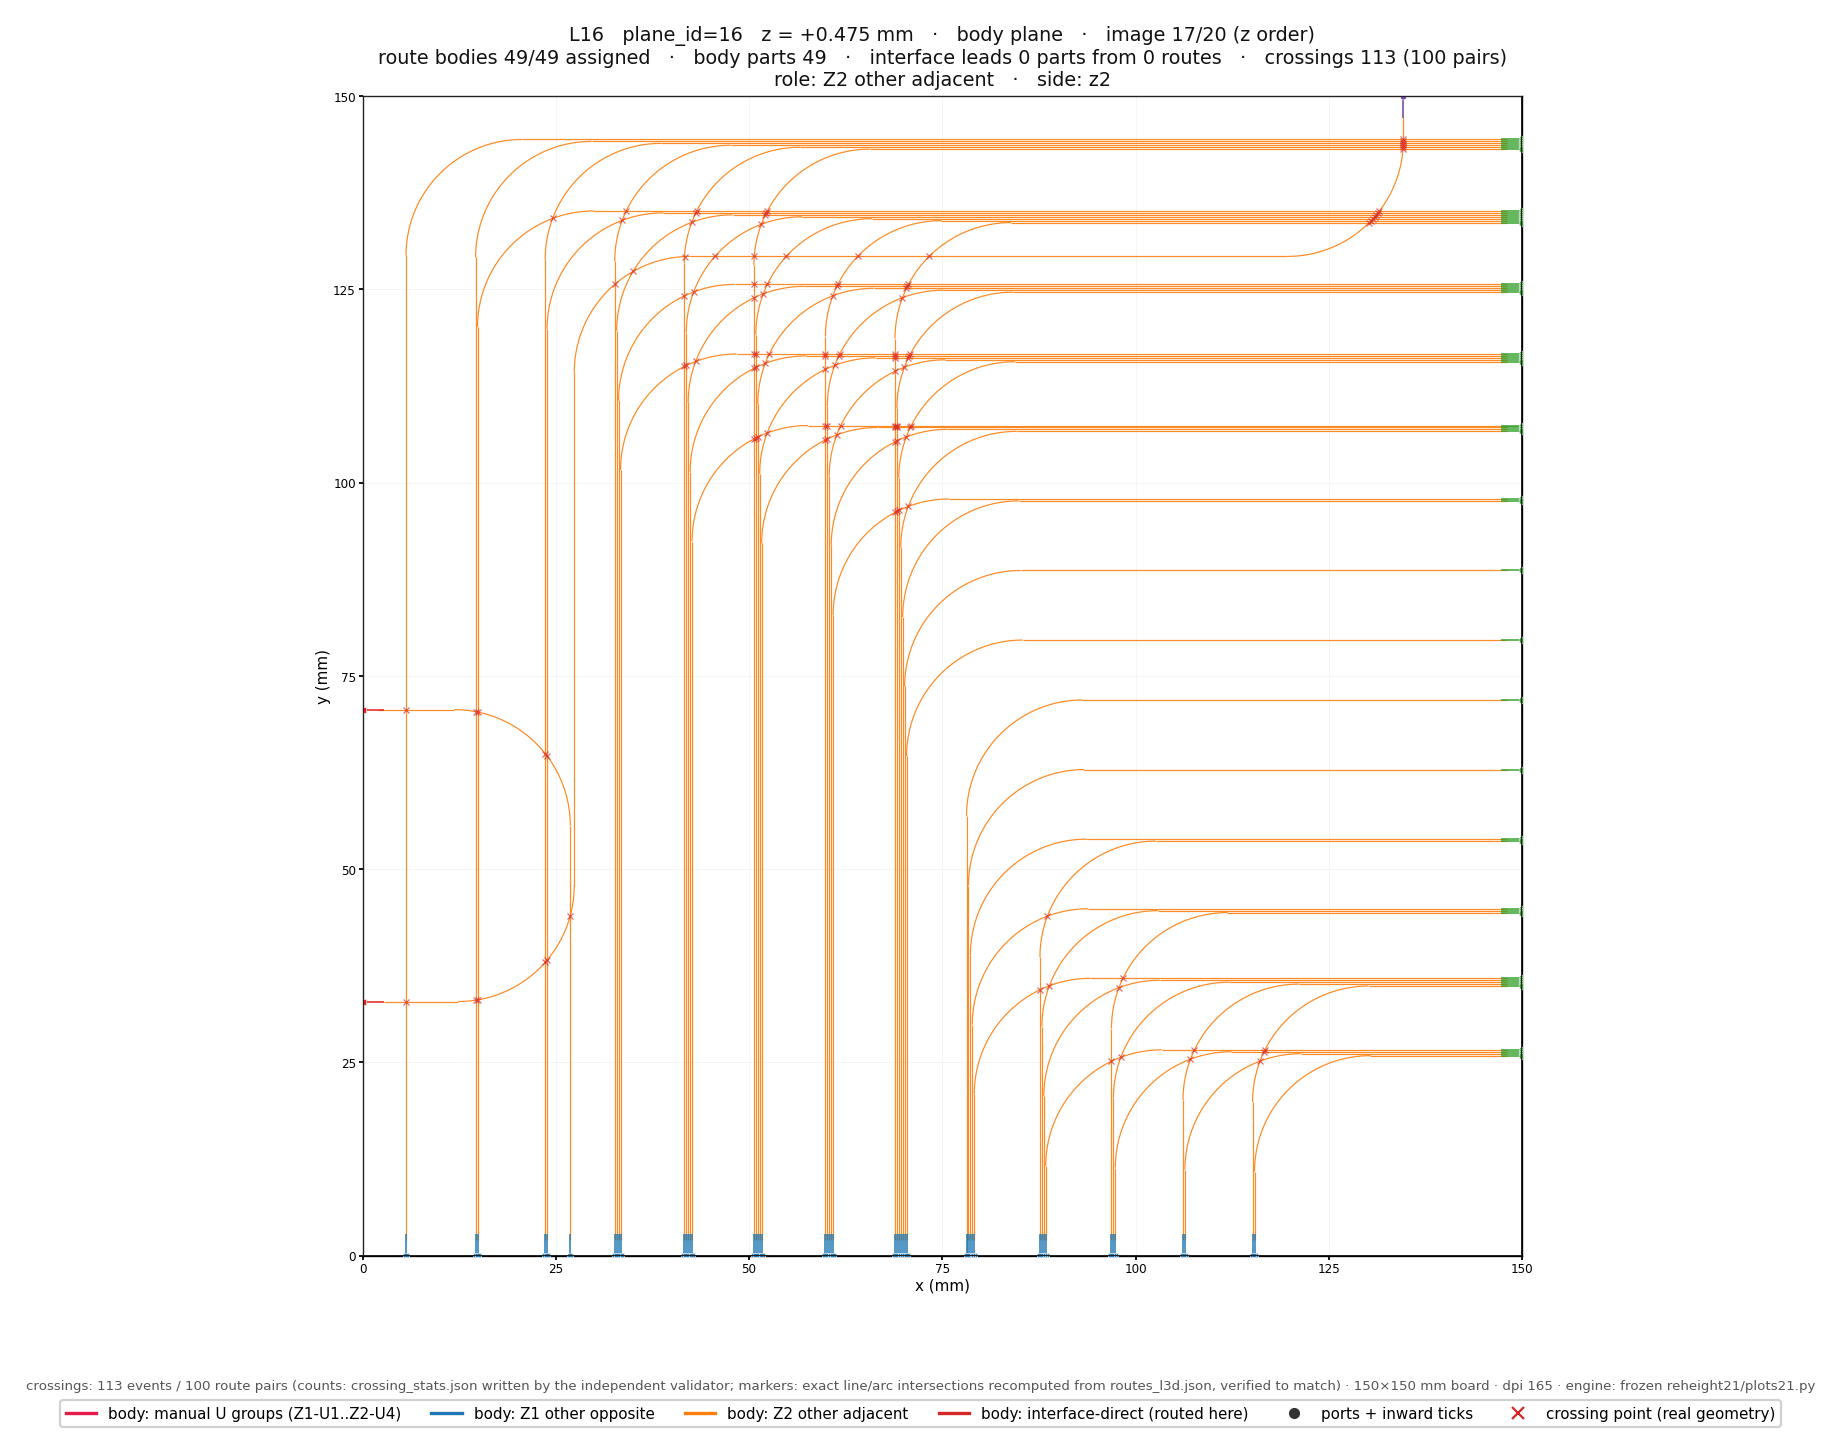 L16   plane_id=16   z = +0.475 mm   ·   body plane   ·   image 17/20 (z order)
route bodies 49/49 assigned   ·   body parts 49   ·   interface leads 0 parts from 0 routes   ·   crossings 113 (100 pairs)
role: Z2 other adjacent   ·   side: z2
150
125
100
75
50
25
0
y (mm)
0 25 50 75 100 125 150
x (mm)
crossings: 113 events / 100 route pairs (counts: crossing_stats.json written by the independent validator; markers: exact line/arc intersections recomputed from routes_l3d.json, verified to match) · 150×150 mm board · dpi 165 · engine: frozen reheight21/plots21.py
body: manual U groups (Z1-U1..Z2-U4) body: Z1 other opposite body: Z2 other adjacent body: interface-direct (routed here) ports + inward ticks crossing point (real geometry)